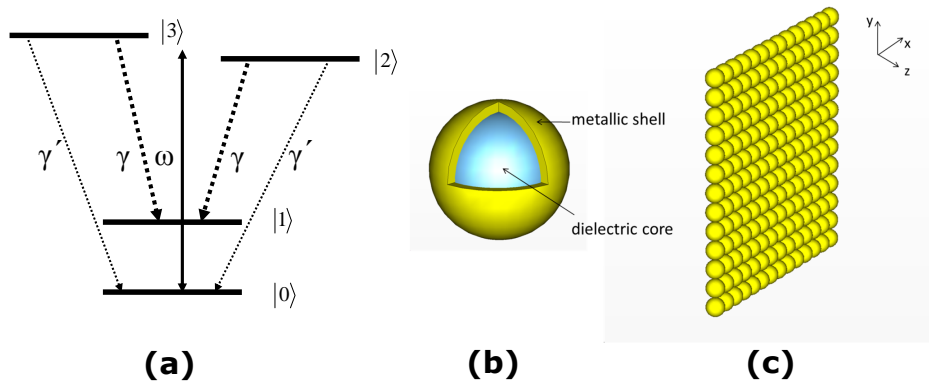 |3⟩
|2⟩
γ´
γ
ω
γ
γ´
|1⟩
|0⟩
(a)
metallic shell
dielectric core
(b)
y
x
z
(c)